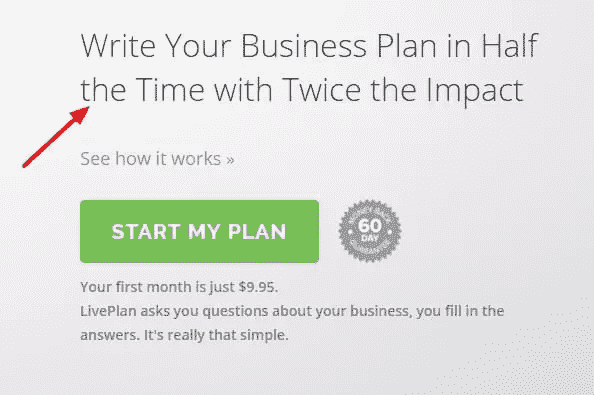 Write Your Business Plan in Half
the Time with Twice the Impact
See how it works »
START MY PLAN
60
DAY
Your first month is just $9.95.
LivePlan asks you questions about your business, you fill in the
answers. It's really that simple.